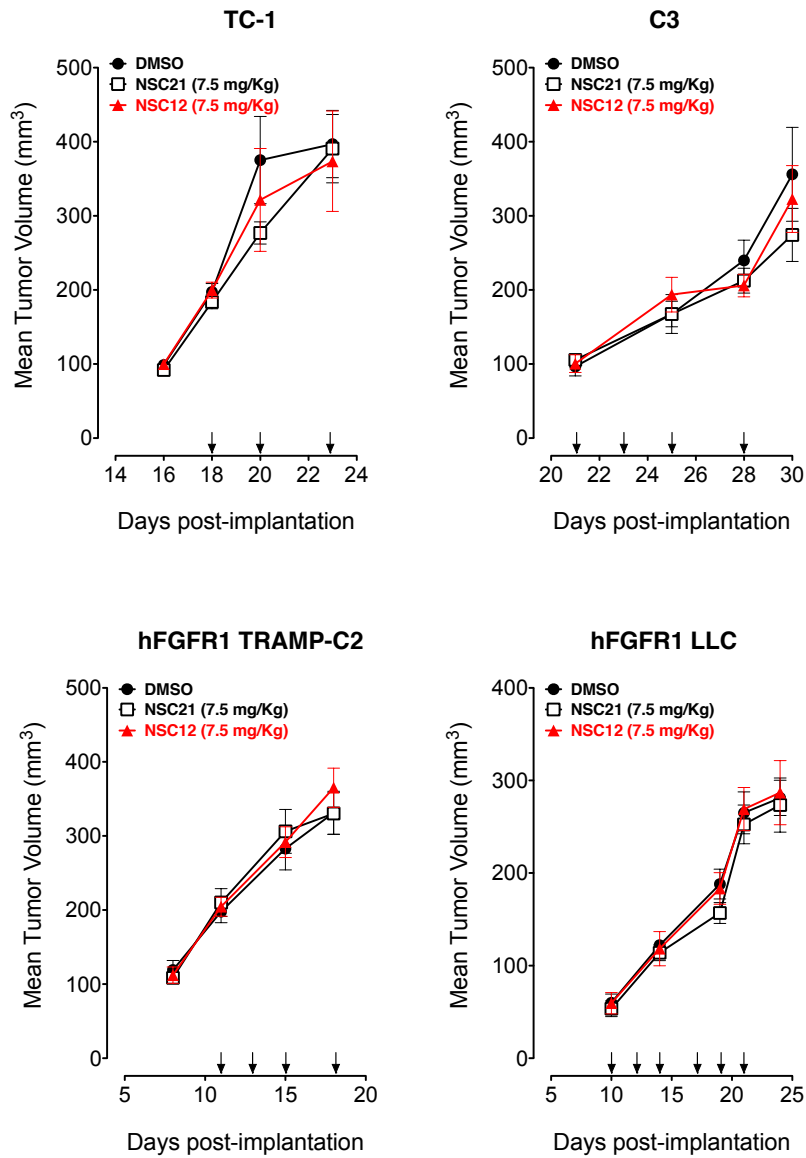 TC-1
DMSO
NSC21 (7.5 mg/Kg)
NSC12 (7.5 mg/Kg)
Mean Tumor Volume (mm³)
500
400
300
200
100
0
14 16 18 20 22 24
Days post-implantation
C3
DMSO
NSC21 (7.5 mg/Kg)
NSC12 (7.5 mg/Kg)
Mean Tumor Volume (mm³)
500
400
300
200
100
0
20 22 24 26 28 30
Days post-implantation
hFGFR1 TRAMP-C2
DMSO
NSC21 (7.5 mg/Kg)
NSC12 (7.5 mg/Kg)
Mean Tumor Volume (mm³)
500
400
300
200
100
0
5 10 15 20
Days post-implantation
hFGFR1 LLC
DMSO
NSC21 (7.5 mg/Kg)
NSC12 (7.5 mg/Kg)
Mean Tumor Volume (mm³)
400
300
200
100
0
5 10 15 20 25
Days post-implantation